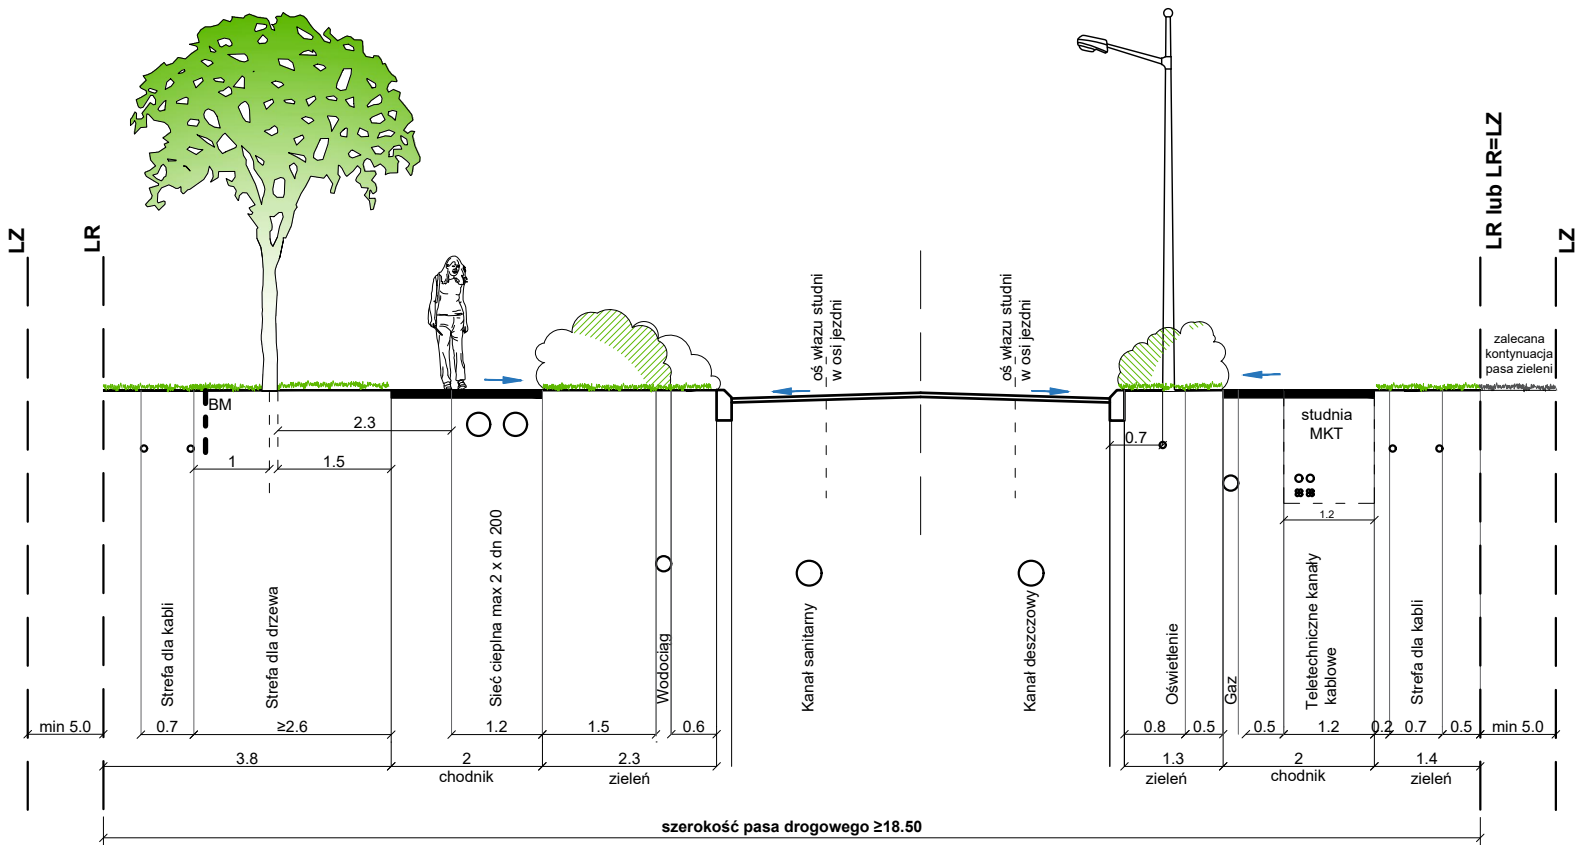 LZ
LR
LR lub LR=LZ
LZ
oś włazu studni
w osi jezdni
oś włazu studni
w osi jezdni
zalecana
kontynuacja
pasa zieleni
BM
2.3
1
1.5
0.7
studnia
MKT
1.2
Strefa dla kabli
Strefa dla drzewa
Sieć cieplna max 2 x dn 200
Wodociąg
Kanał sanitarny
Kanał deszczowy
Oświetlenie
Gaz
Teletechniczne kanały
kablowe
Strefa dla kabli
min 5.0
0.7
≥2.6
1.2
1.5
0.6
0.8
0.5
0.5
1.2
0.2
0.7
0.5
min 5.0
3.8
2
2.3
1.3
2
1.4
chodnik
zieleń
zieleń
chodnik
zieleń
szerokość pasa drogowego ≥18.50